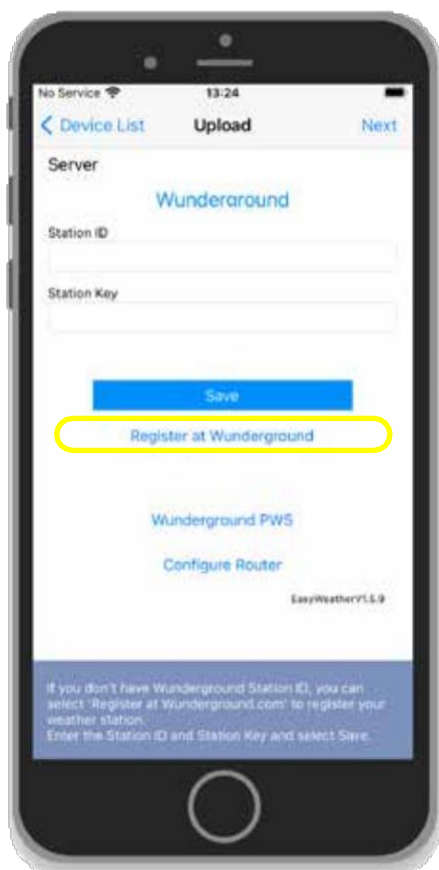 No Service
13:24
Device List
Upload
Next
Server
Wunderground
Station ID
Station Key
Save
Register at Wunderground
Wunderground PWS
Configure Router
EasyWeatherV1.5.9
If you don't have Wunderground Station ID, you can
select 'Register at Wunderground.com' to register your
weather station.
Enter the Station ID and Station Key and select Save.